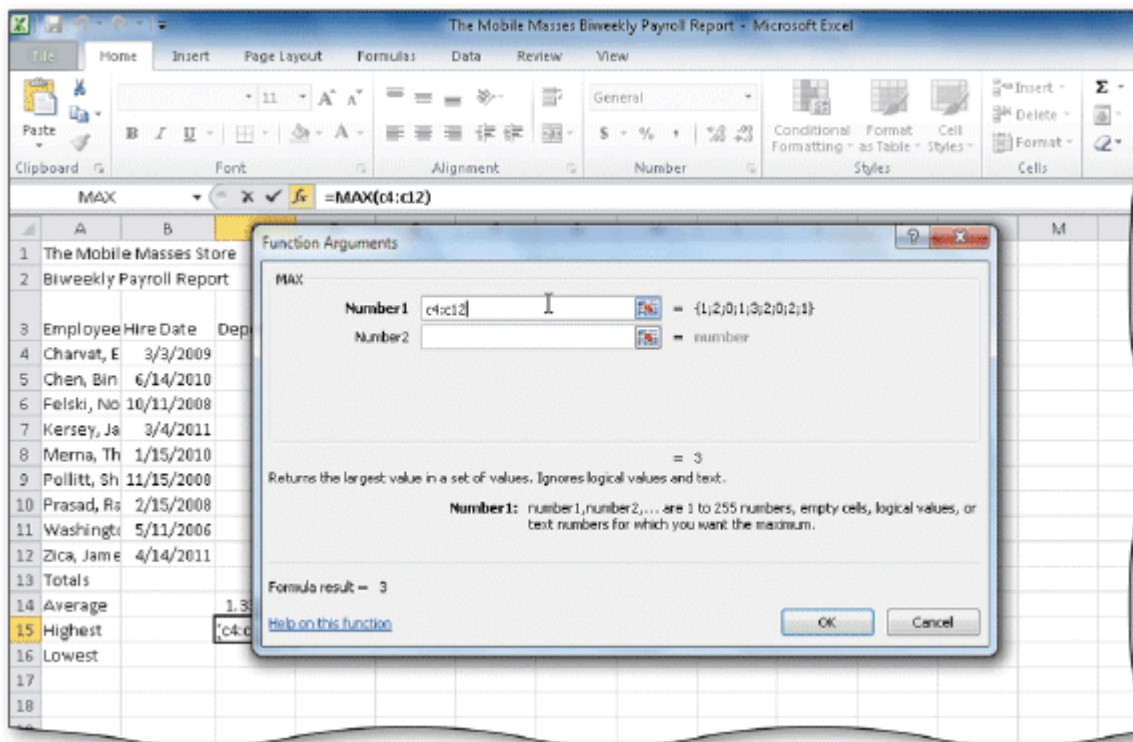 The Mobile Masses Biweekly Payroll Report - Microsoft Excel
File Home Insert Page Layout Formulas Data Review View
11 A A General Insert Σ
Paste B I U A $ % , Conditional Formatting Format as Table Cell Styles Delete Format
Clipboard Font Alignment Number Styles Cells
MAX fx =MAX(c4:c12)
A B M
1 The Mobile Masses Store
2 Biweekly Payroll Report
3 Employee Hire Date Dep
4 Charvat, E 3/3/2009
5 Chen, Bin 6/14/2010
6 Felski, No 10/11/2008
7 Kersey, Ja 3/4/2011
8 Merna, Th 1/15/2010
9 Pollitt, Sh 11/15/2008
10 Prasad, Ra 2/15/2008
11 Washingt 5/11/2006
12 Zica, Jame 4/14/2011
13 Totals
14 Average 1.3
15 Highest (c4:c
16 Lowest
17
18
Function Arguments
MAX
Number1 c4:c12 = {1;2;0;1;3;2;0;2;1}
Number2 = number
= 3
Returns the largest value in a set of values. Ignores logical values and text.
Number1: number1,number2,... are 1 to 255 numbers, empty cells, logical values, or
text numbers for which you want the maximum.
Formula result = 3
Help on this function OK Cancel